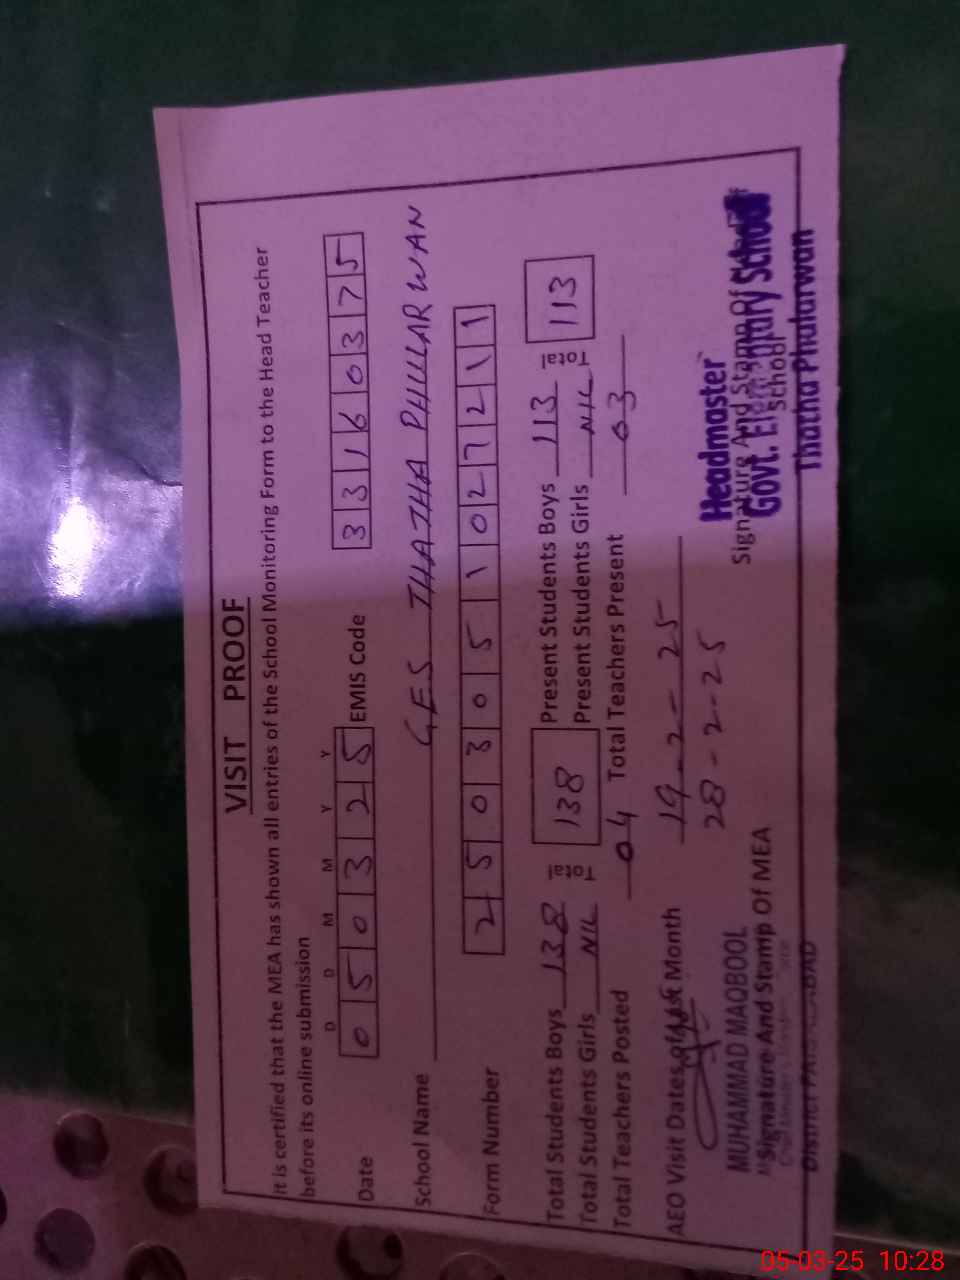 VISIT PROOF
It is certified that the MEA has shown all entries of the School Monitoring Form to the Head Teacher
before its online submission
D D M M Y Y
Date 0 5 0 3 2 5 EMIS Code 3 3 1 6 0 3 7 5
School Name GES THATHA PHULLARWAN
Form Number 2 5 0 3 0 5 1 0 2 7 2 1 1
Total Students Boys 138 Total 138 Present Students Boys 113 Total 113
Total Students Girls NIL Present Students Girls NIL
Total Teachers Posted 04 Total Teachers Present 03
AEO Visit Dates of last Month 19-2-25
28-2-25
MUHAMMAD MAQBOOL Headmaster
Signature And Stamp Of MEA Signature And Stamp Of
Govt. Elementary School
School
Thatha Phularwan
05-03-25 10:28